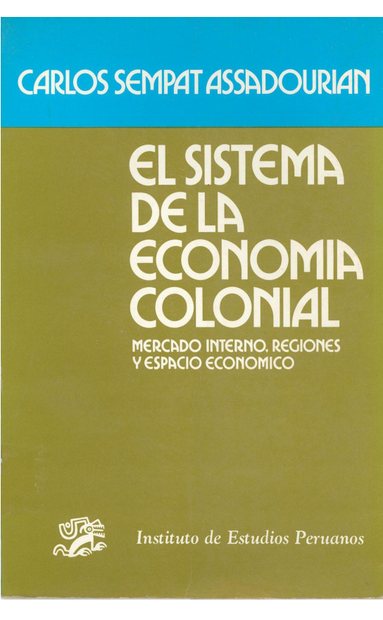 CARLOS SEMPAT ASSADOURIAN
EL SISTEMA
DE LA
ECONOMIA
COLONIAL
MERCADO INTERNO, REGIONES
Y ESPACIO ECONOMICO
Instituto de Estudios Peruanos